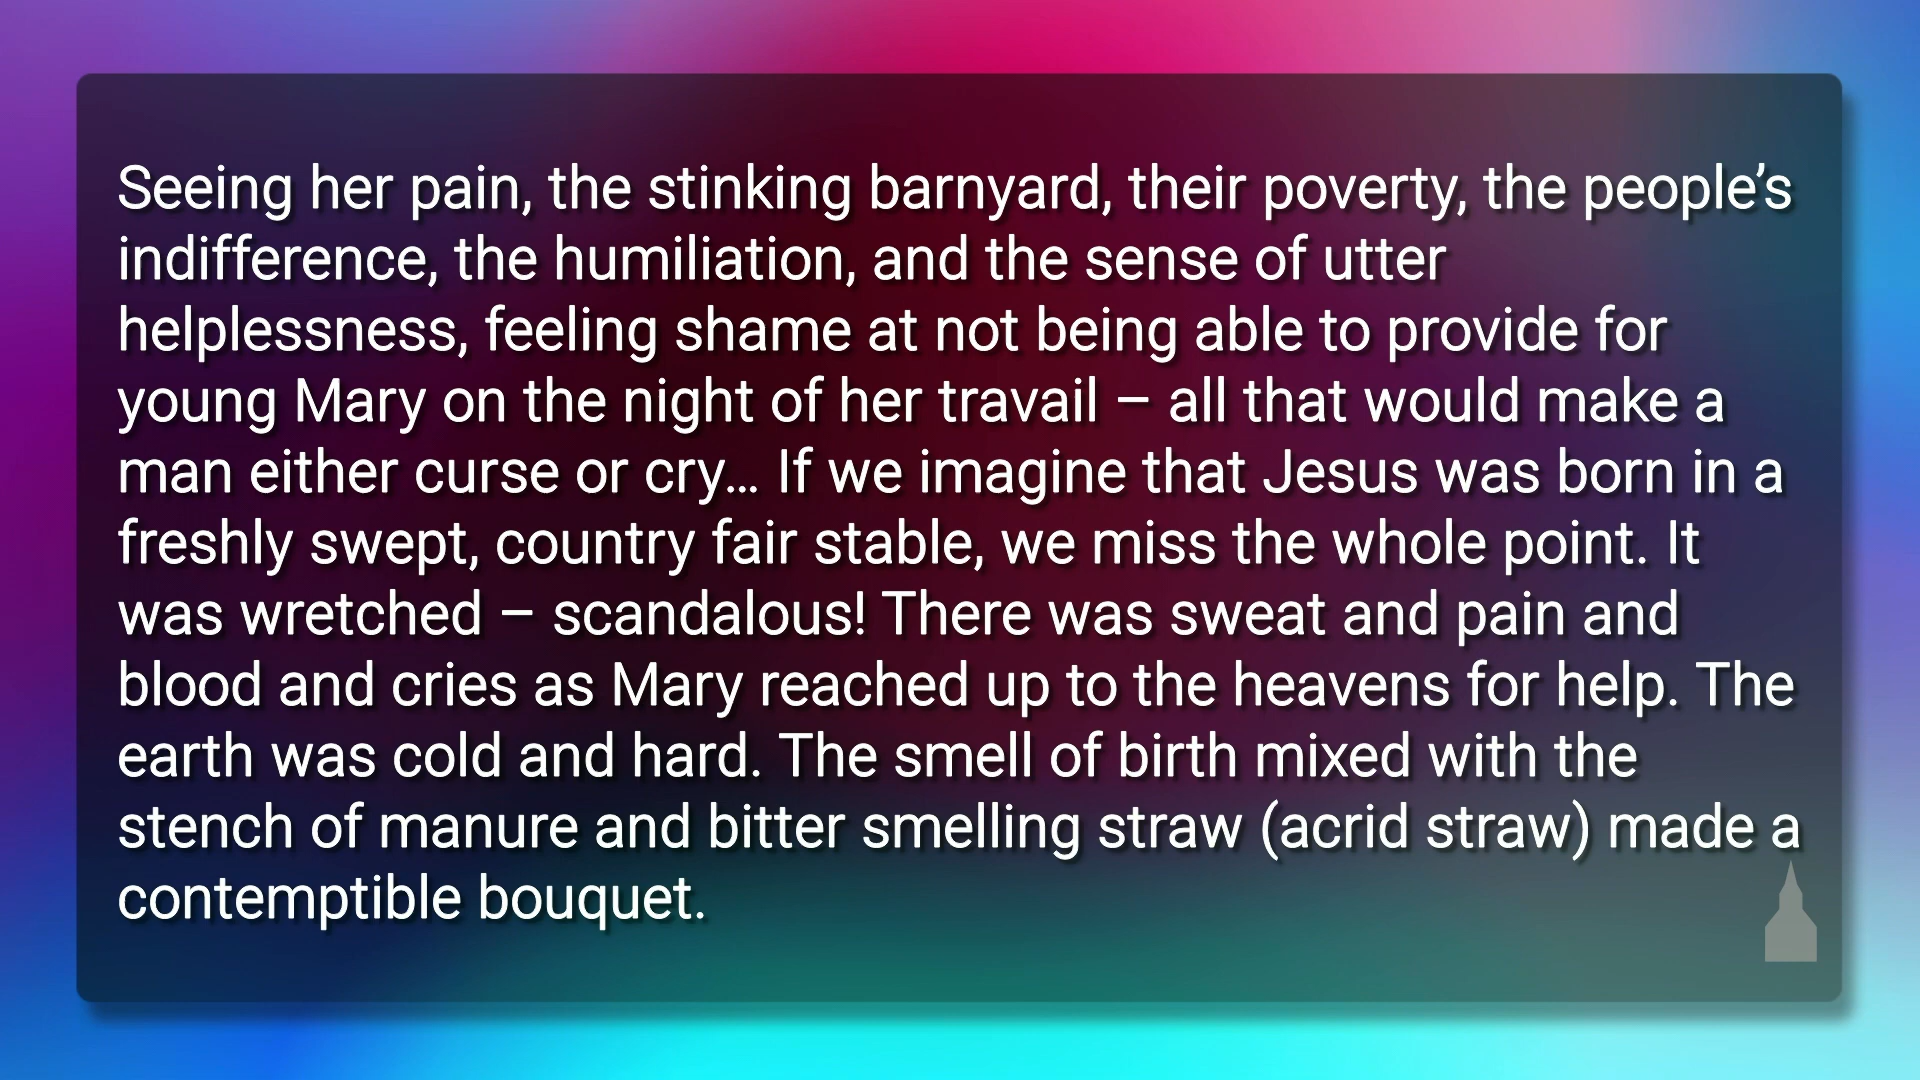 Seeing her pain, the stinking barnyard, their poverty, the people’s
indifference, the humiliation, and the sense of utter
helplessness, feeling shame at not being able to provide for
young Mary on the night of her travail – all that would make a
man either curse or cry… If we imagine that Jesus was born in a
freshly swept, country fair stable, we miss the whole point. It
was wretched – scandalous! There was sweat and pain and
blood and cries as Mary reached up to the heavens for help. The
earth was cold and hard. The smell of birth mixed with the
stench of manure and bitter smelling straw (acrid straw) made a
contemptible bouquet.